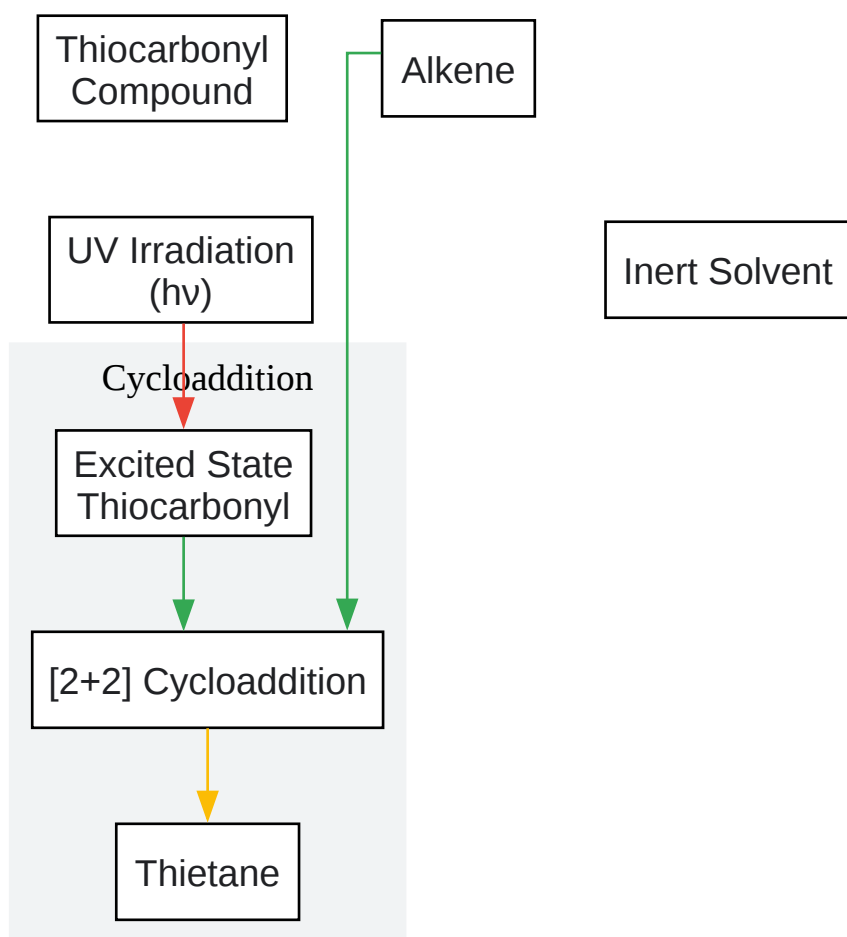 Thiocarbonyl
Compound
Alkene
UV Irradiation
(hν)
Inert Solvent
Cycloaddition
Excited State
Thiocarbonyl
[2+2] Cycloaddition
Thietane